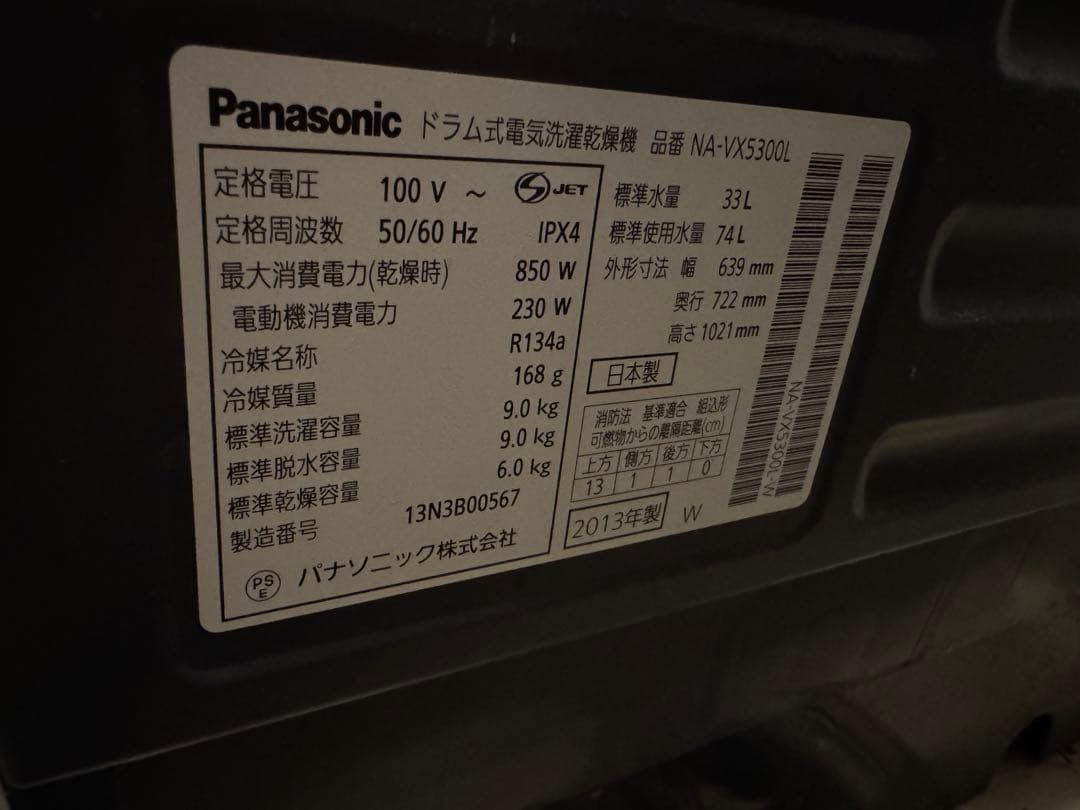 Panasonic ドラム式電気洗濯乾燥機 品番 NA-VX5300L
定格電圧 100 V ~ S JET
定格周波数 50/60 Hz IPX4
最大消費電力(乾燥時) 850 W
電動機消費電力 230 W
冷媒名称 R134a
冷媒質量 168 g
標準洗濯容量 9.0 kg
標準脱水容量 9.0 kg
標準乾燥容量 6.0 kg
製造番号 13N3B00567
PS E パナソニック株式会社
標準水量 33 L
標準使用水量 74 L
外形寸法 幅 639 mm
奥行 722 mm
高さ 1021 mm
日本製
消防法 基準適合 組込形
可燃物からの離隔距離(cm)
上方 側方 後方 下方
13 1 1 0
2013年製 W
NA-VX5300L-W